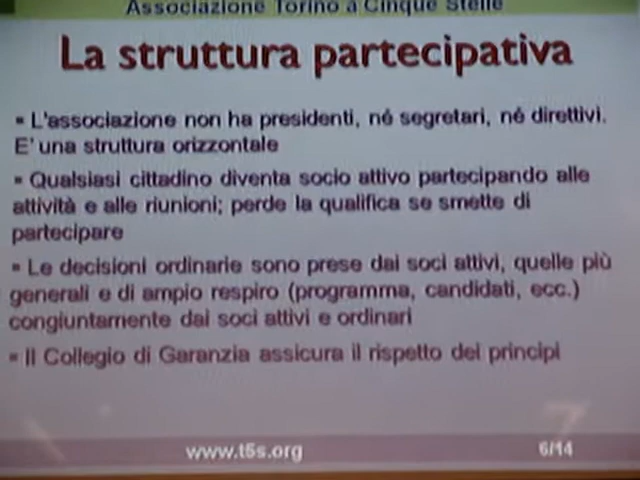 Associazione Torino a Cinque Stelle
La struttura partecipativa
▪ L'associazione non ha presidenti, né segretari, né direttivi.
E' una struttura orizzontale
▪ Qualsiasi cittadino diventa socio attivo partecipando alle
attività e alle riunioni; perde la qualifica se smette di
partecipare
▪ Le decisioni ordinarie sono prese dai soci attivi, quelle più
generali e di ampio respiro (programma, candidati, ecc.)
congiuntamente dai soci attivi e ordinari
▪ Il Collegio di Garanzia assicura il rispetto dei principi
www.t5s.org 6/14